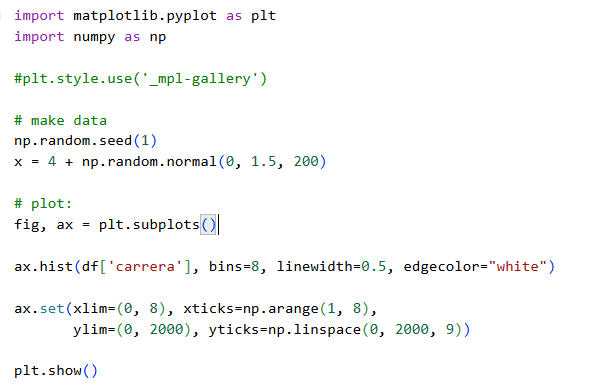 import matplotlib.pyplot as plt
import numpy as np
#plt.style.use('_mpl-gallery')
# make data
np.random.seed(1)
x = 4 + np.random.normal(0, 1.5, 200)
# plot:
fig, ax = plt.subplots()
ax.hist(df['carrera'], bins=8, linewidth=0.5, edgecolor="white")
ax.set(xlim=(0, 8), xticks=np.arange(1, 8),
ylim=(0, 2000), yticks=np.linspace(0, 2000, 9))
plt.show()